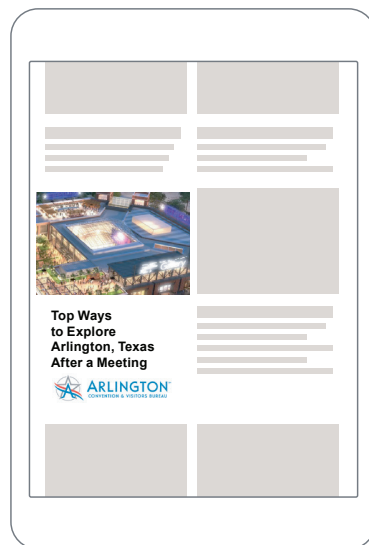 Top Ways
to Explore
Arlington, Texas
After a Meeting
ARLINGTON
CONVENTION & VISITORS BUREAU